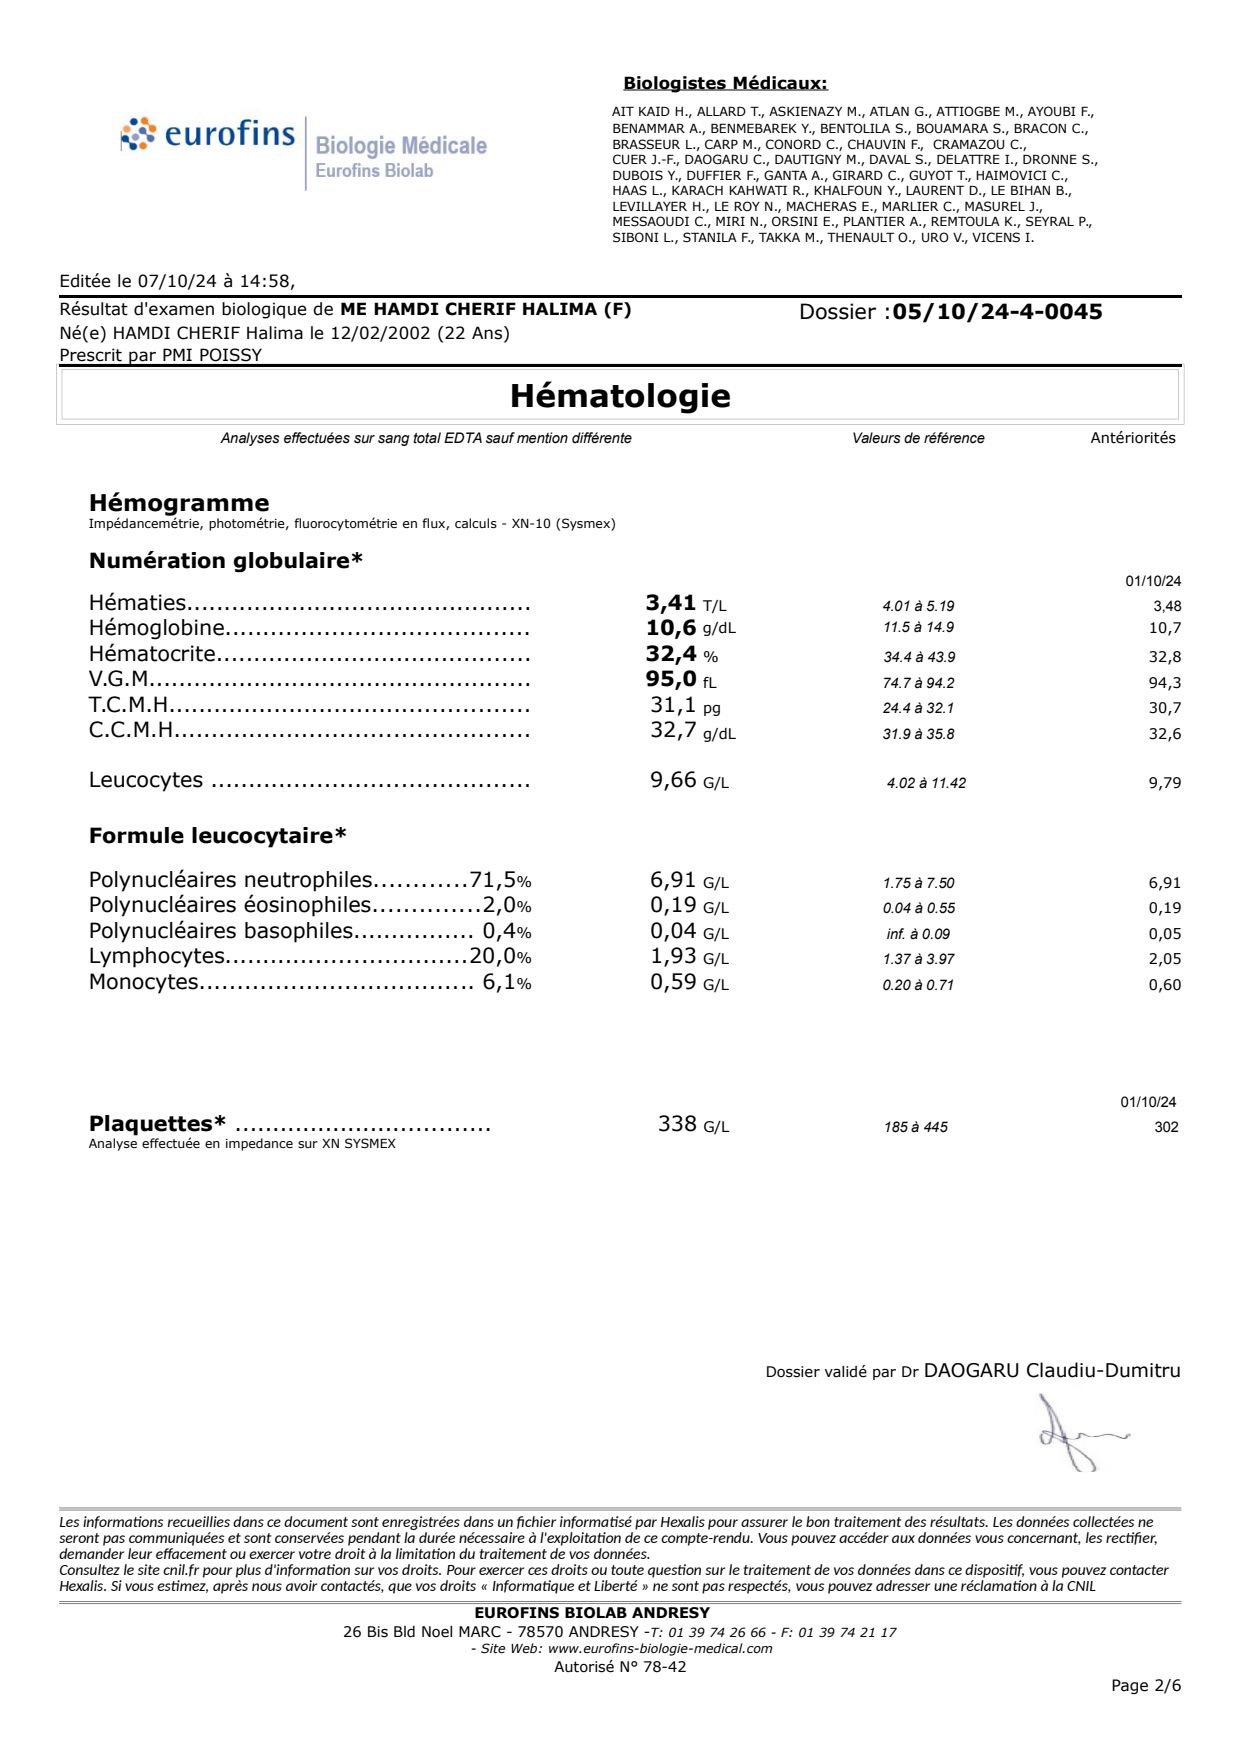 Biologistes Médicaux:
eurofins
Biologie Médicale
Eurofins Biolab
AIT KAID H., ALLARD T., ASKIENAZY M., ATLAN G., ATTIOGBE M., AYOUBI F.,
BENAMMAR A., BENMEBAREK Y., BENTOLILA S., BOUAMARA S., BRACON C.,
BRASSEUR L., CARP M., CONORD C., CHAUVIN F., CRAMAZOU C.,
CUER J.-F., DAOGARU C., DAUTIGNY M., DAVAL S., DELATTRE I., DRONNE S.,
DUBOIS Y., DUFFIER F., GANTA A., GIRARD C., GUYOT T., HAIMOVICI C.,
HAAS L., KARACH KAHWATI R., KHALFOUN Y., LAURENT D., LE BIHAN B.,
LEVILLAYER H., LE ROY N., MACHERAS E., MARLIER C., MASUREL J.,
MESSAOUDI C., MIRI N., ORSINI E., PLANTIER A., REMTOULA K., SEYRAL P.,
SIBONI L., STANILA F., TAKKA M., THENAULT O., URO V., VICENS I.
Editée le 07/10/24 à 14:58,
Résultat d'examen biologique de ME HAMDI CHERIF HALIMA (F) Dossier :05/10/24-4-0045
Né(e) HAMDI CHERIF Halima le 12/02/2002 (22 Ans)
Prescrit par PMI POISSY
Hématologie
Analyses effectuées sur sang total EDTA sauf mention différente Valeurs de référence Antériorités
Hémogramme
Impédancemétrie, photométrie, fluorocytométrie en flux, calculs - XN-10 (Sysmex)
Numération globulaire*
01/10/24
Hématies............................................. 3,41 T/L 4.01 à 5.19 3,48
Hémoglobine........................................ 10,6 g/dL 11.5 à 14.9 10,7
Hématocrite......................................... 32,4 % 34.4 à 43.9 32,8
V.G.M.................................................. 95,0 fL 74.7 à 94.2 94,3
T.C.M.H............................................... 31,1 pg 24.4 à 32.1 30,7
C.C.M.H............................................... 32,7 g/dL 31.9 à 35.8 32,6
Leucocytes .......................................... 9,66 G/L 4.02 à 11.42 9,79
Formule leucocytaire*
Polynucléaires neutrophiles............71,5% 6,91 G/L 1.75 à 7.50 6,91
Polynucléaires éosinophiles..............2,0% 0,19 G/L 0.04 à 0.55 0,19
Polynucléaires basophiles................ 0,4% 0,04 G/L inf. à 0.09 0,05
Lymphocytes................................20,0% 1,93 G/L 1.37 à 3.97 2,05
Monocytes.................................... 6,1% 0,59 G/L 0.20 à 0.71 0,60
01/10/24
Plaquettes* ................................. 338 G/L 185 à 445 302
Analyse effectuée en impedance sur XN SYSMEX
Dossier validé par Dr DAOGARU Claudiu-Dumitru
Les informations recueillies dans ce document sont enregistrées dans un fichier informatisé par Hexalis pour assurer le bon traitement des résultats. Les données collectées ne
seront pas communiquées et sont conservées pendant la durée nécessaire à l'exploitation de ce compte-rendu. Vous pouvez accéder aux données vous concernant, les rectifier,
demander leur effacement ou exercer votre droit à la limitation du traitement de vos données.
Consultez le site cnil.fr pour plus d'information sur vos droits. Pour exercer ces droits ou toute question sur le traitement de vos données dans ce dispositif, vous pouvez contacter
Hexalis. Si vous estimez, après nous avoir contactés, que vos droits « Informatique et Liberté » ne sont pas respectés, vous pouvez adresser une réclamation à la CNIL
EUROFINS BIOLAB ANDRESY
26 Bis Bld Noel MARC - 78570 ANDRESY -T: 01 39 74 26 66 - F: 01 39 74 21 17
- Site Web: www.eurofins-biologie-medical.com
Autorisé N° 78-42
Page 2/6